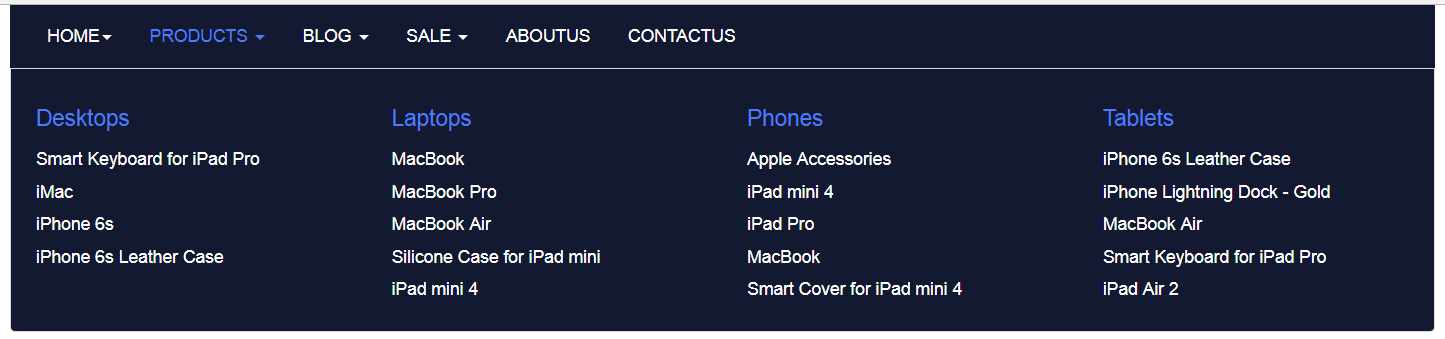 HOME PRODUCTS BLOG SALE ABOUTUS CONTACTUS
Desktops
Smart Keyboard for iPad Pro
iMac
iPhone 6s
iPhone 6s Leather Case
Laptops
MacBook
MacBook Pro
MacBook Air
Silicone Case for iPad mini
iPad mini 4
Phones
Apple Accessories
iPad mini 4
iPad Pro
MacBook
Smart Cover for iPad mini 4
Tablets
iPhone 6s Leather Case
iPhone Lightning Dock - Gold
MacBook Air
Smart Keyboard for iPad Pro
iPad Air 2